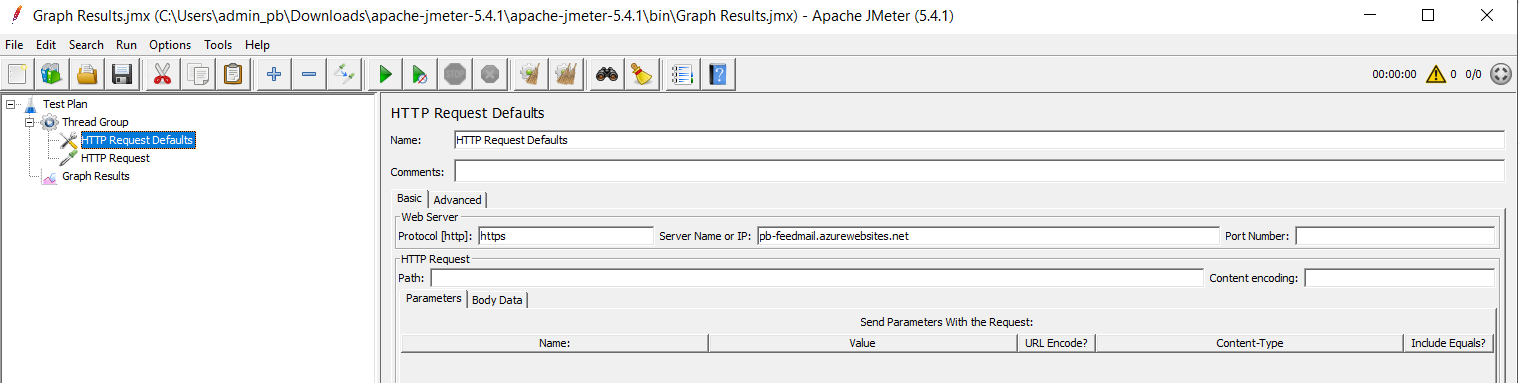 Graph Results.jmx (C:\Users\admin_pb\Downloads\apache-jmeter-5.4.1\apache-jmeter-5.4.1\bin\Graph Results.jmx) - Apache JMeter (5.4.1)
File Edit Search Run Options Tools Help
STOP
00:00:00 0 0/0
Test Plan
Thread Group
HTTP Request Defaults
HTTP Request
Graph Results
HTTP Request Defaults
Name: HTTP Request Defaults
Comments:
Basic Advanced
Web Server
Protocol [http]: https Server Name or IP: pb-feedmail.azurewebsites.net Port Number:
HTTP Request
Path: Content encoding:
Parameters Body Data
Send Parameters With the Request:
Name: Value URL Encode? Content-Type Include Equals?